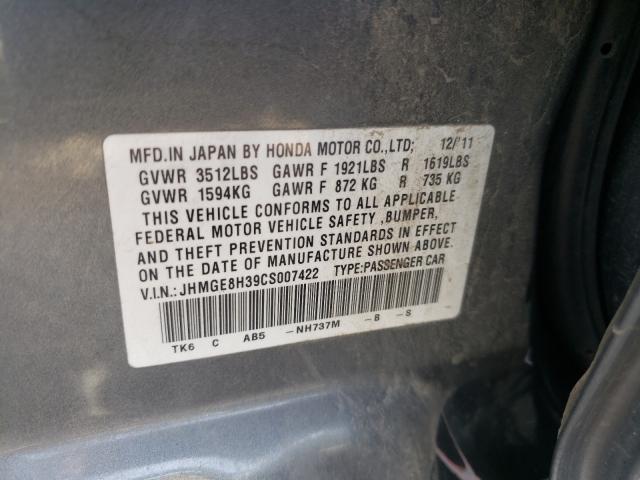 MFD.IN JAPAN BY HONDA MOTOR CO.,LTD; 12/'11
GVWR 3512LBS GAWR F 1921LBS R 1619LBS
GVWR 1594KG GAWR F 872 KG R 735 KG
THIS VEHICLE CONFORMS TO ALL APPLICABLE
FEDERAL MOTOR VEHICLE SAFETY ,BUMPER,
AND THEFT PREVENTION STANDARDS IN EFFECT
ON THE DATE OF MANUFACTURE SHOWN ABOVE.
V.I.N.:JHMGE8H39CS007422 TYPE:PASSENGER CAR
TK6 C AB5 -NH737M -B -S